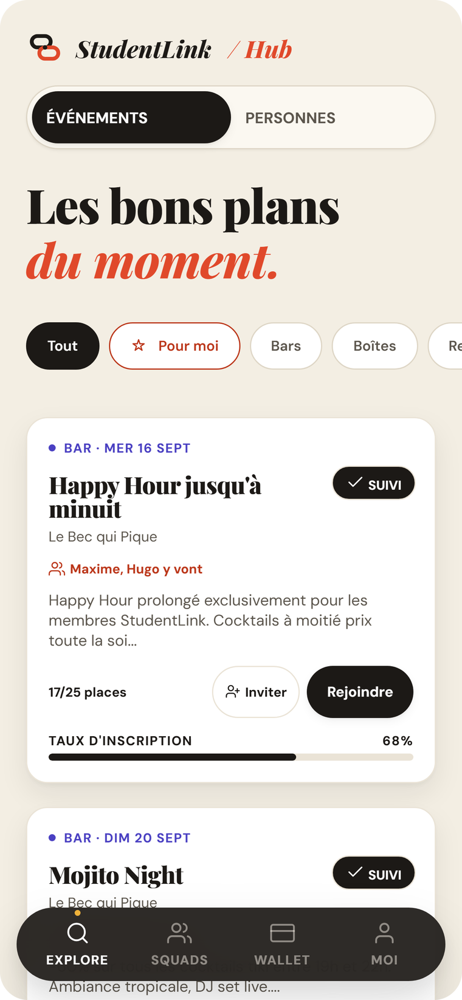 StudentLink / Hub
ÉVÉNEMENTS PERSONNES
Les bons plans
du moment.
Tout Pour moi Bars Boîtes Re
BAR · MER 16 SEPT
Happy Hour jusqu'à
minuit
SUIVI
Le Bec qui Pique
Maxime, Hugo y vont
Happy Hour prolongé exclusivement pour les
membres StudentLink. Cocktails à moitié prix
toute la soi...
17/25 places Inviter Rejoindre
TAUX D'INSCRIPTION 68%
BAR · DIM 20 SEPT
Mojito Night SUIVI
Le Bec qui Pique
EXPLORE SQUADS WALLET MOI
Ambiance tropicale, DJ set live....